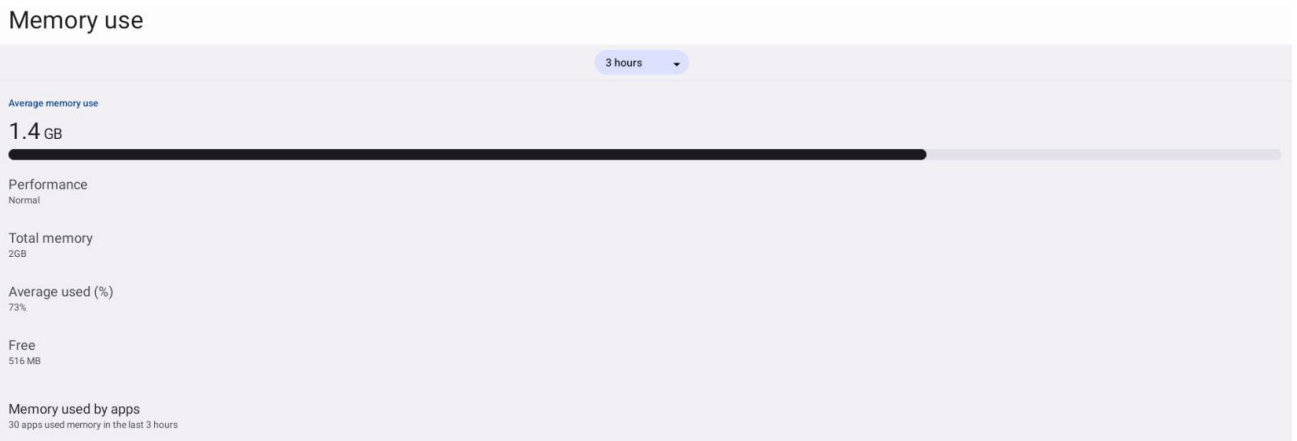 Memory use
3 hours
Average memory use
1.4 GB
Performance
Normal
Total memory
2GB
Average used (%)
73%
Free
516 MB
Memory used by apps
30 apps used memory in the last 3 hours